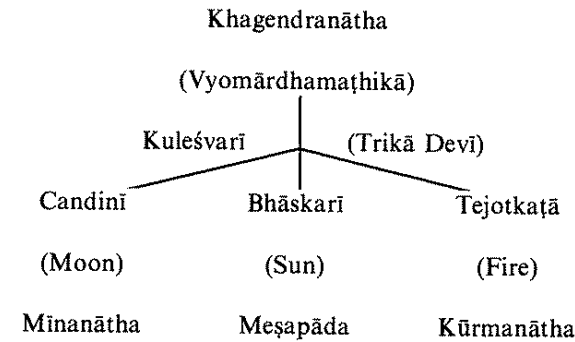 Khagendranātha
(Vyomārdhamaṭhikā)
Kuleśvarī (Trikā Devī)
Candinī Bhāskarī Tejotkaṭā
(Moon) (Sun) (Fire)
Mīnanātha Meṣapāda Kūrmanātha